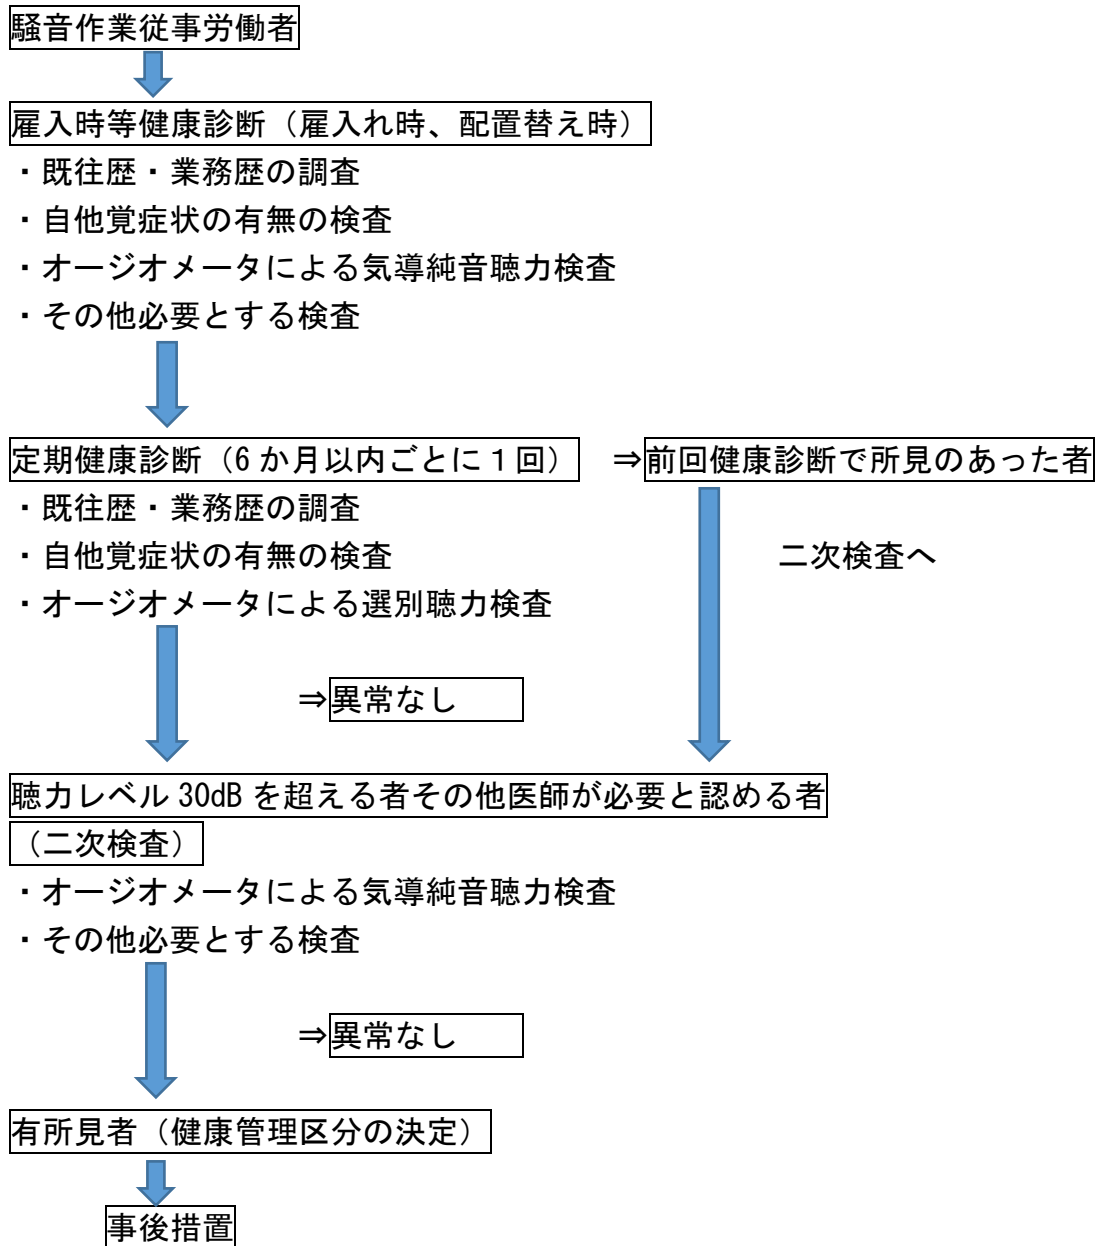 騒音作業従事労働者
雇入時等健康診断（雇入れ時、配置替え時）
・既往歴・業務歴の調査
・自他覚症状の有無の検査
・オージオメータによる気導純音聴力検査
・その他必要とする検査
定期健康診断（6か月以内ごとに１回） ⇒前回健康診断で所見のあった者
・既往歴・業務歴の調査
・自他覚症状の有無の検査 二次検査へ
・オージオメータによる選別聴力検査
⇒異常なし
聴力レベル 30dB を超える者その他医師が必要と認める者
（二次検査）
・オージオメータによる気導純音聴力検査
・その他必要とする検査
⇒異常なし
有所見者（健康管理区分の決定）
事後措置